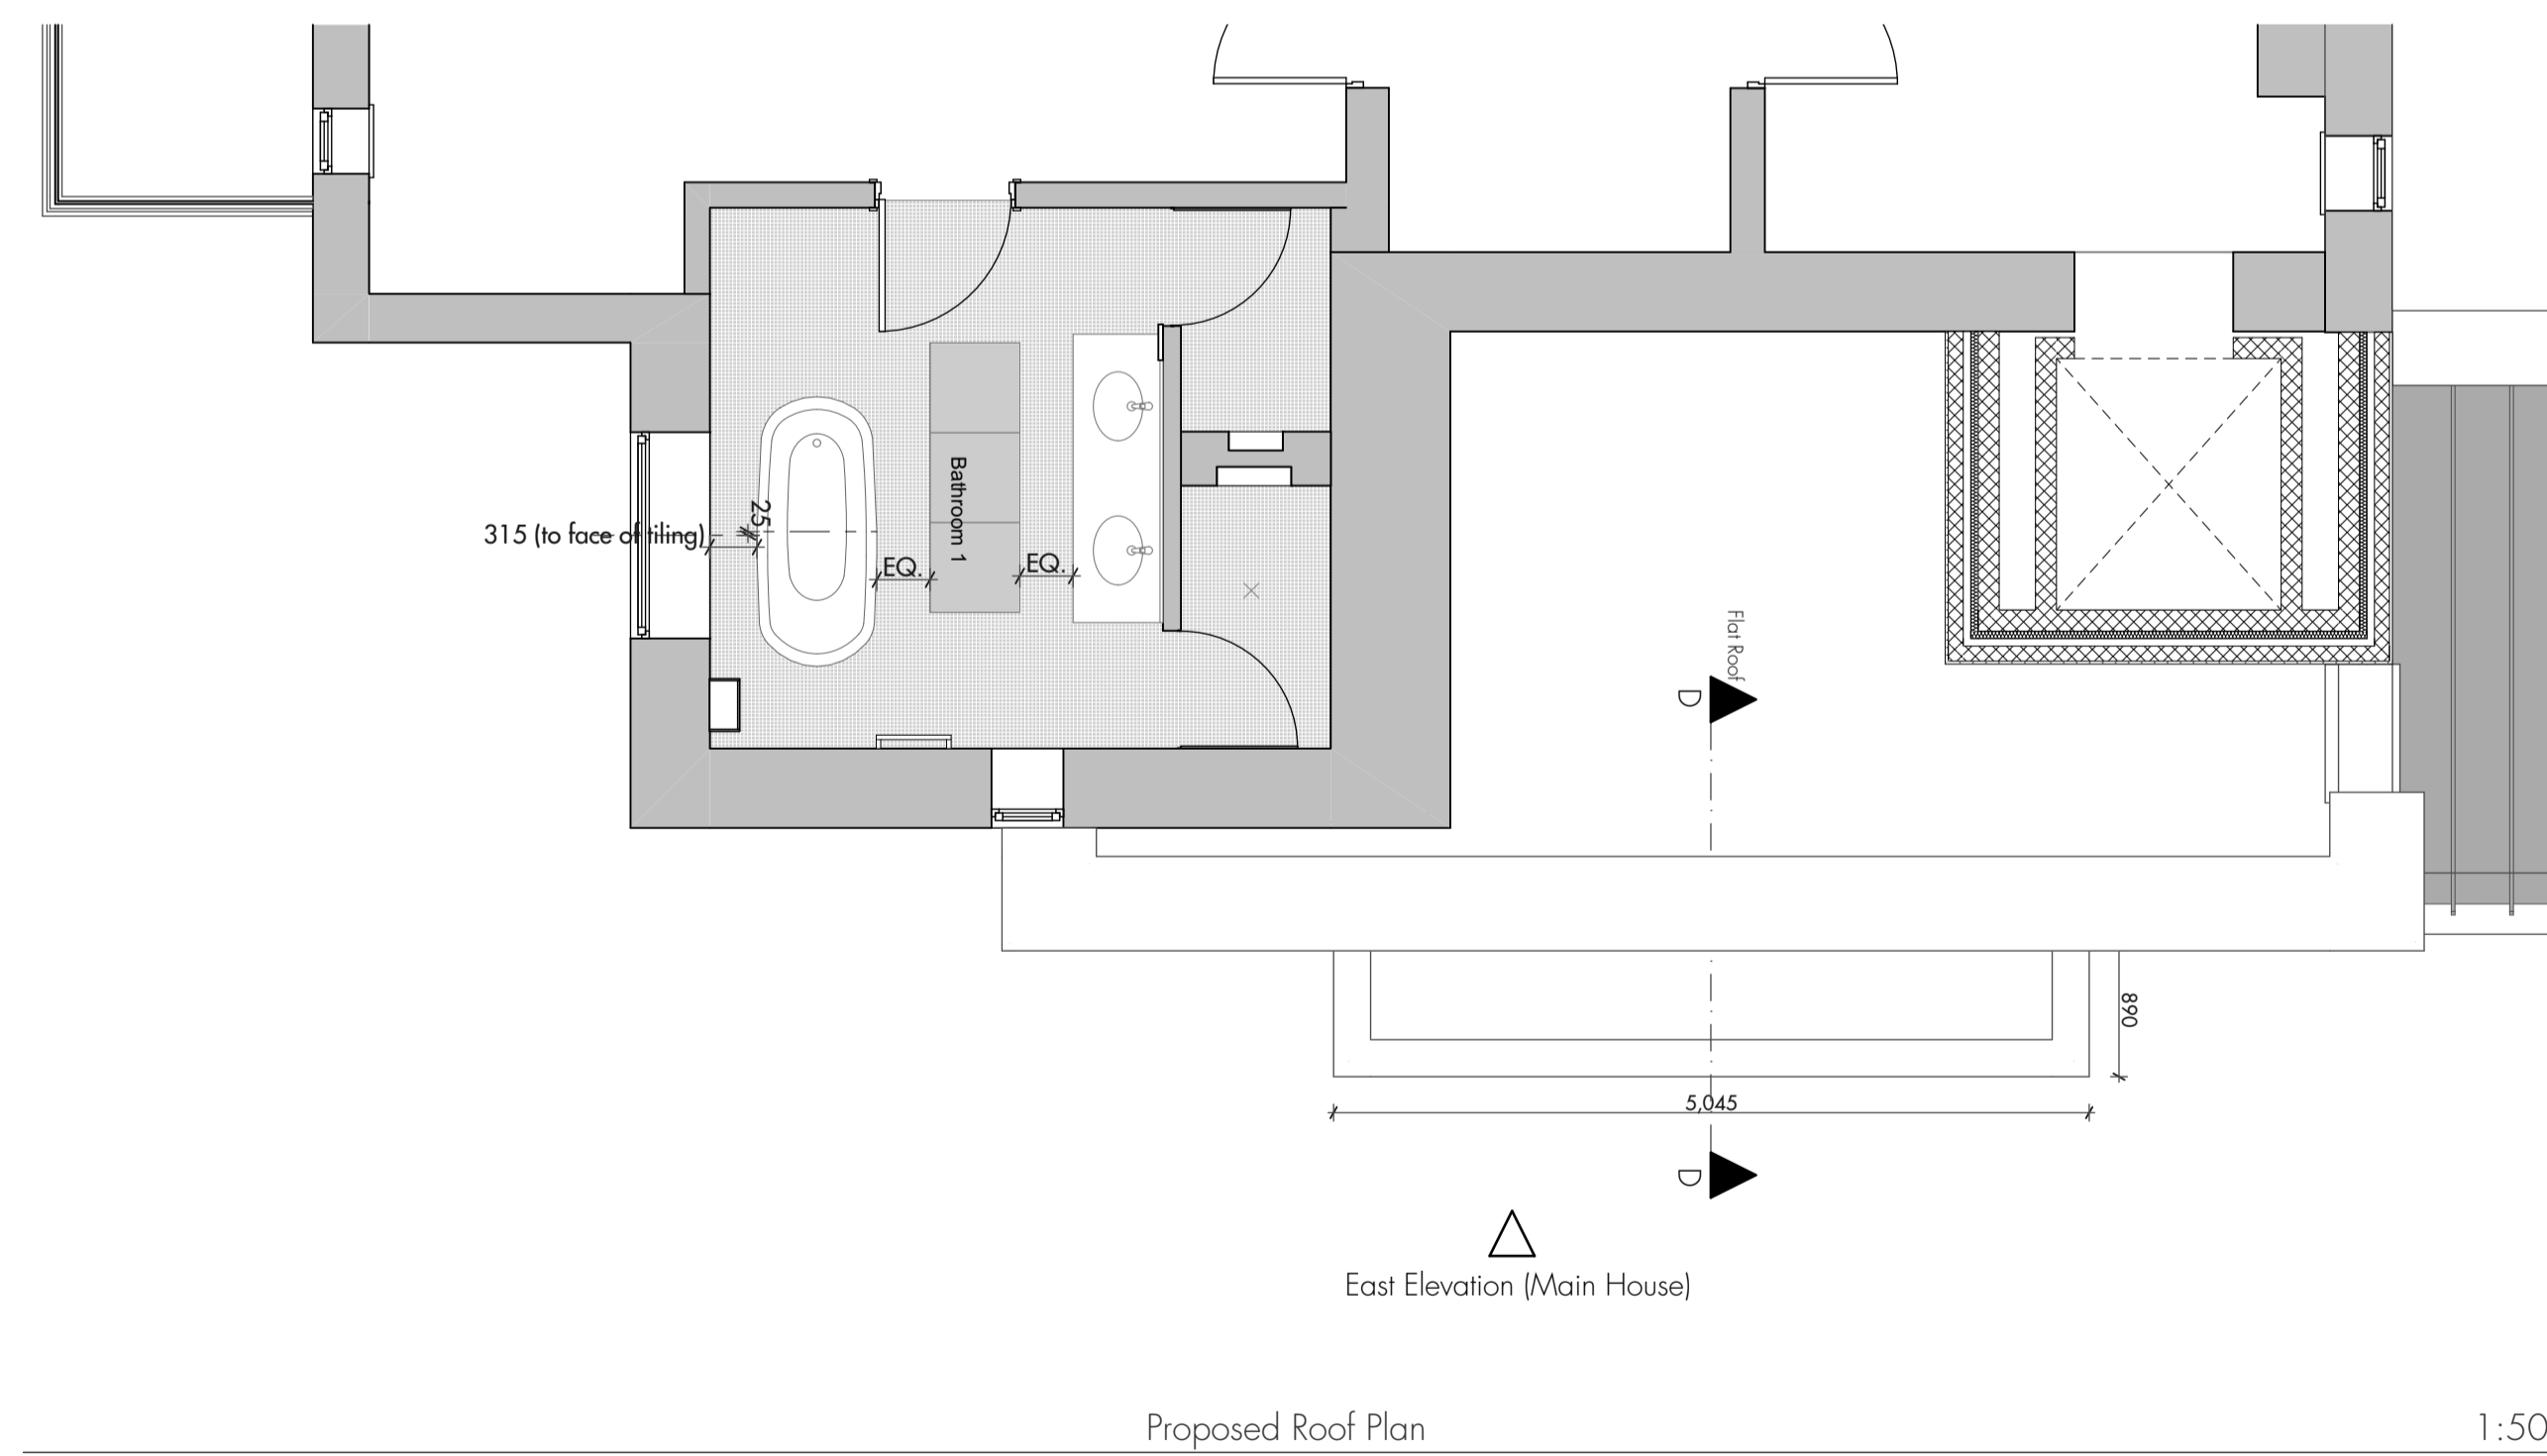 315 (to face of tiling)
25
EQ.
Bathroom 1
EQ.
Flat Roof
D
890
5,045
D
East Elevation (Main House)
Proposed Roof Plan
1:50